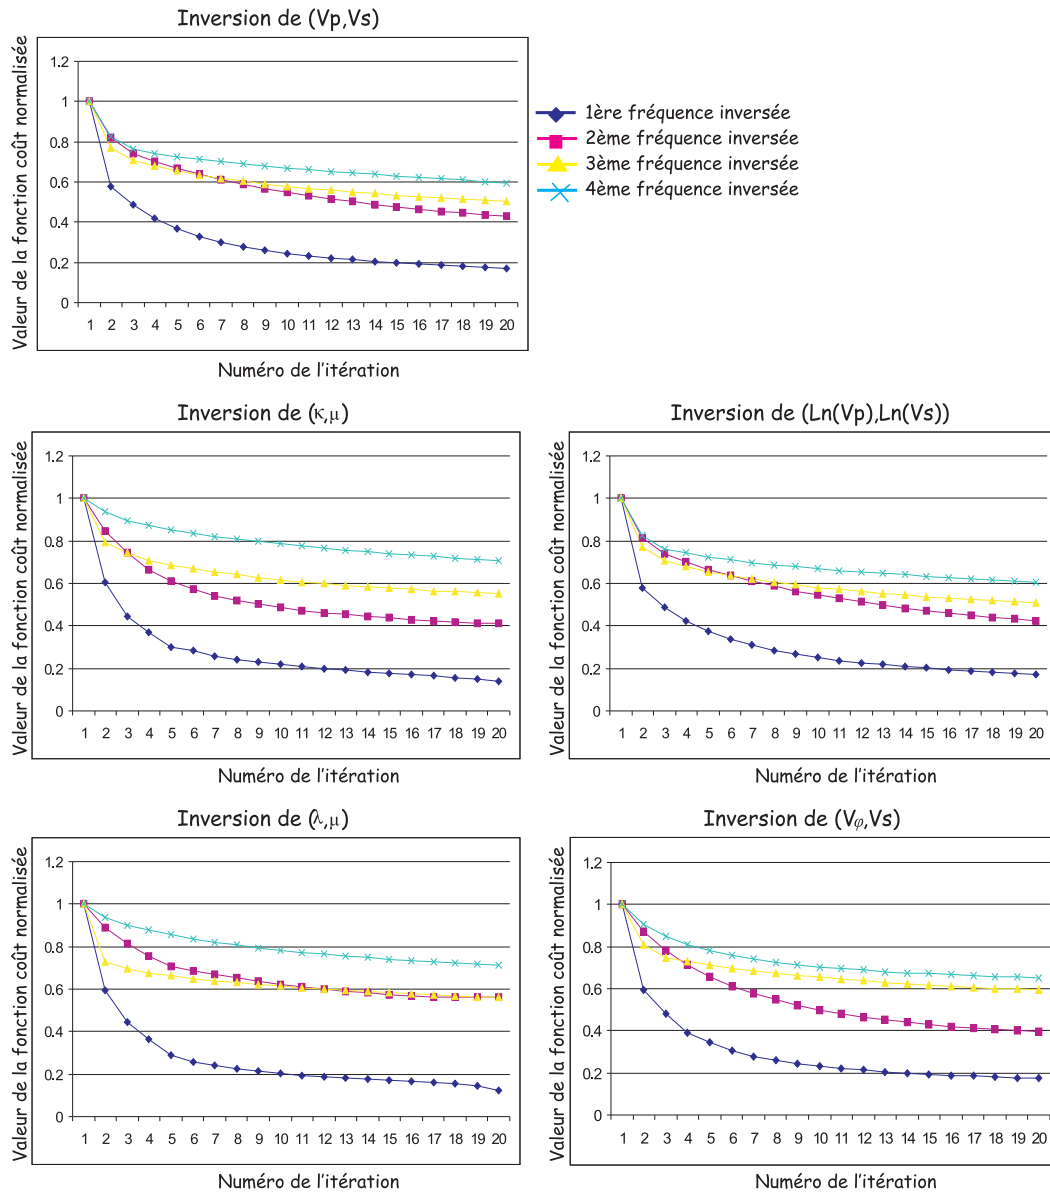 Inversion de (Vp,Vs)
Valeur de la fonction coût normalisée
1.2
1
0.8
0.6
0.4
0.2
0
1 2 3 4 5 6 7 8 9 10 11 12 13 14 15 16 17 18 19 20
Numéro de l'itération
1ère fréquence inversée
2ème fréquence inversée
3ème fréquence inversée
4ème fréquence inversée
Inversion de (κ,μ)
Valeur de la fonction coût normalisée
1.2
1
0.8
0.6
0.4
0.2
0
1 2 3 4 5 6 7 8 9 10 11 12 13 14 15 16 17 18 19 20
Numéro de l'itération
Inversion de (Ln(Vp),Ln(Vs))
Valeur de la fonction coût normalisée
1.2
1
0.8
0.6
0.4
0.2
0
1 2 3 4 5 6 7 8 9 10 11 12 13 14 15 16 17 18 19 20
Numéro de l'itération
Inversion de (λ,μ)
Valeur de la fonction coût normalisée
1.2
1
0.8
0.6
0.4
0.2
0
1 2 3 4 5 6 7 8 9 10 11 12 13 14 15 16 17 18 19 20
Numéro de l'itération
Inversion de (Vφ,Vs)
Valeur de la fonction coût normalisée
1.2
1
0.8
0.6
0.4
0.2
0
1 2 3 4 5 6 7 8 9 10 11 12 13 14 15 16 17 18 19 20
Numéro de l'itération